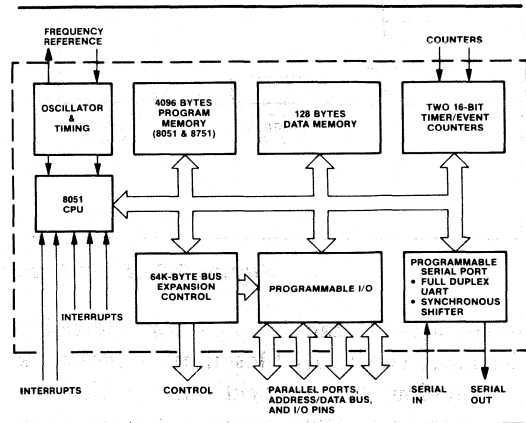 FREQUENCY
REFERENCE
COUNTERS
OSCILLATOR
&
TIMING
4096 BYTES
PROGRAM
MEMORY
(8051 & 8751)
128 BYTES
DATA MEMORY
TWO 16-BIT
TIMER/EVENT
COUNTERS
8051
CPU
64K-BYTE BUS
EXPANSION
CONTROL
PROGRAMMABLE I/O
PROGRAMMABLE
SERIAL PORT
• FULL DUPLEX
UART
• SYNCHRONOUS
SHIFTER
INTERRUPTS
INTERRUPTS
CONTROL
PARALLEL PORTS,
ADDRESS/DATA BUS,
AND I/O PINS
SERIAL
IN
SERIAL
OUT